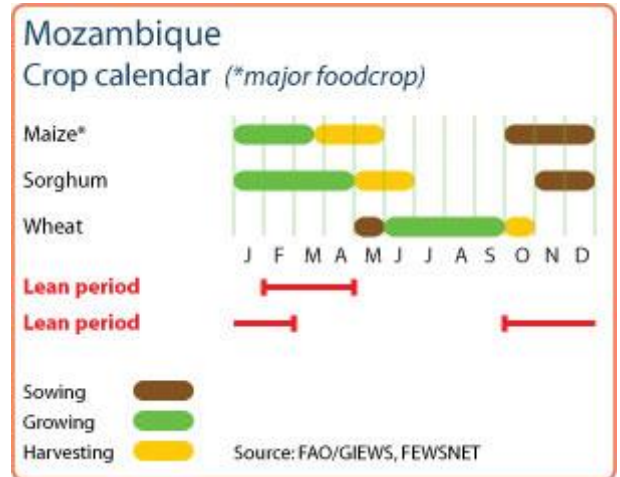 Mozambique
Crop calendar (*major foodcrop)
Maize*
Sorghum
Wheat
J F M A M J J A S O N D
Lean period
Lean period
Sowing
Growing
Harvesting
Source: FAO/GIEWS, FEWSNET